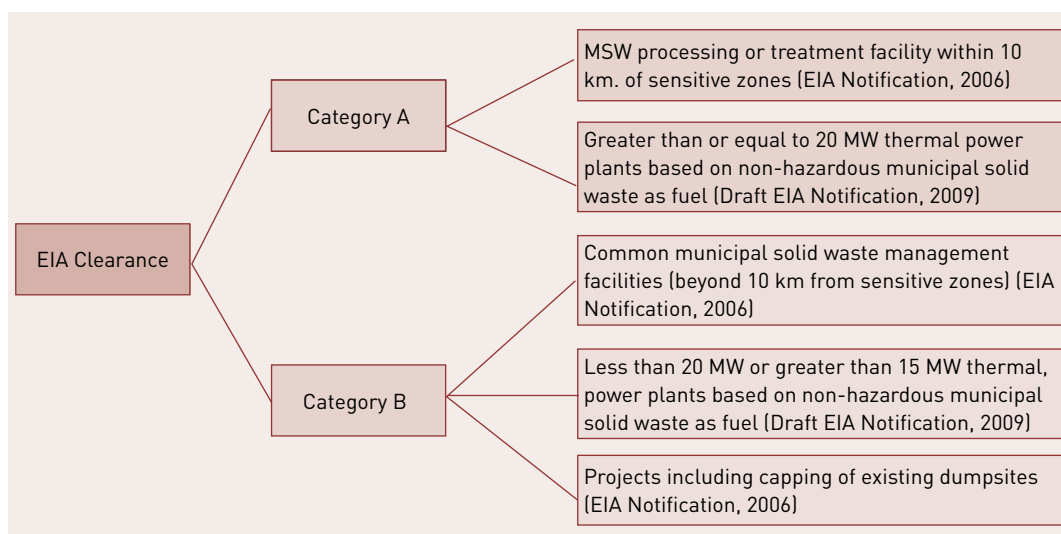 EIA Clearance
Category A
MSW processing or treatment facility within 10
km. of sensitive zones (EIA Notification, 2006)
Greater than or equal to 20 MW thermal power
plants based on non-hazardous municipal solid
waste as fuel (Draft EIA Notification, 2009)
Category B
Common municipal solid waste management
facilities (beyond 10 km from sensitive zones) (EIA
Notification, 2006)
Less than 20 MW or greater than 15 MW thermal,
power plants based on non-hazardous municipal
solid waste as fuel (Draft EIA Notification, 2009)
Projects including capping of existing dumpsites
(EIA Notification, 2006)